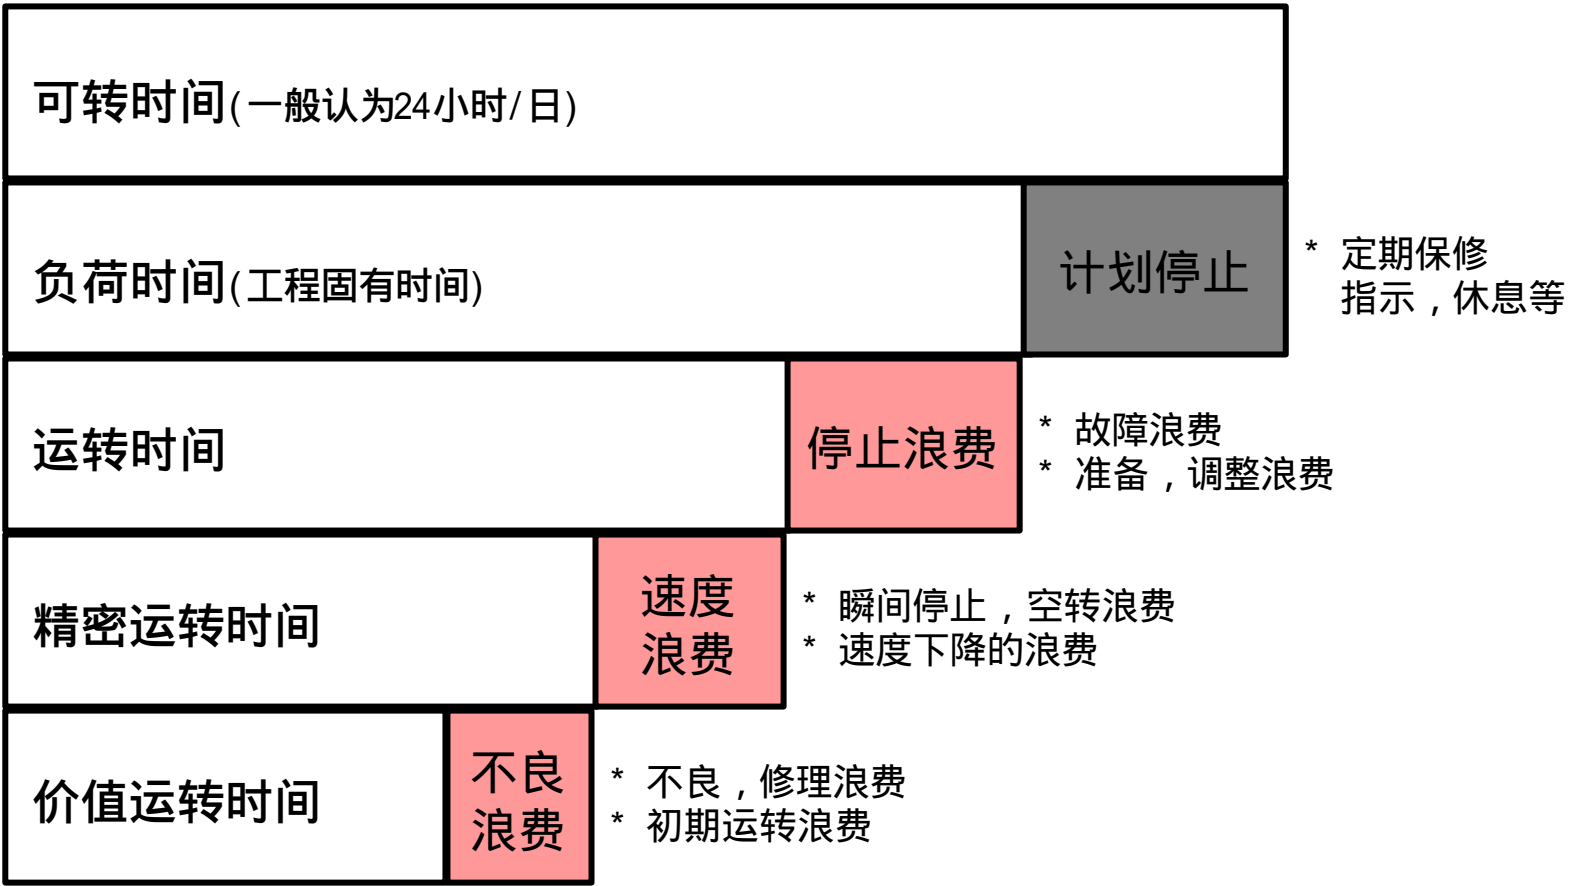 可转时间(一般认为24小时/日)
负荷时间(工程固有时间)
计划停止
* 定期保修
指示，休息等
运转时间
停止浪费
* 故障浪费
* 准备，调整浪费
精密运转时间
速度
浪费
* 瞬间停止，空转浪费
* 速度下降的浪费
价值运转时间
不良
浪费
* 不良，修理浪费
* 初期运转浪费